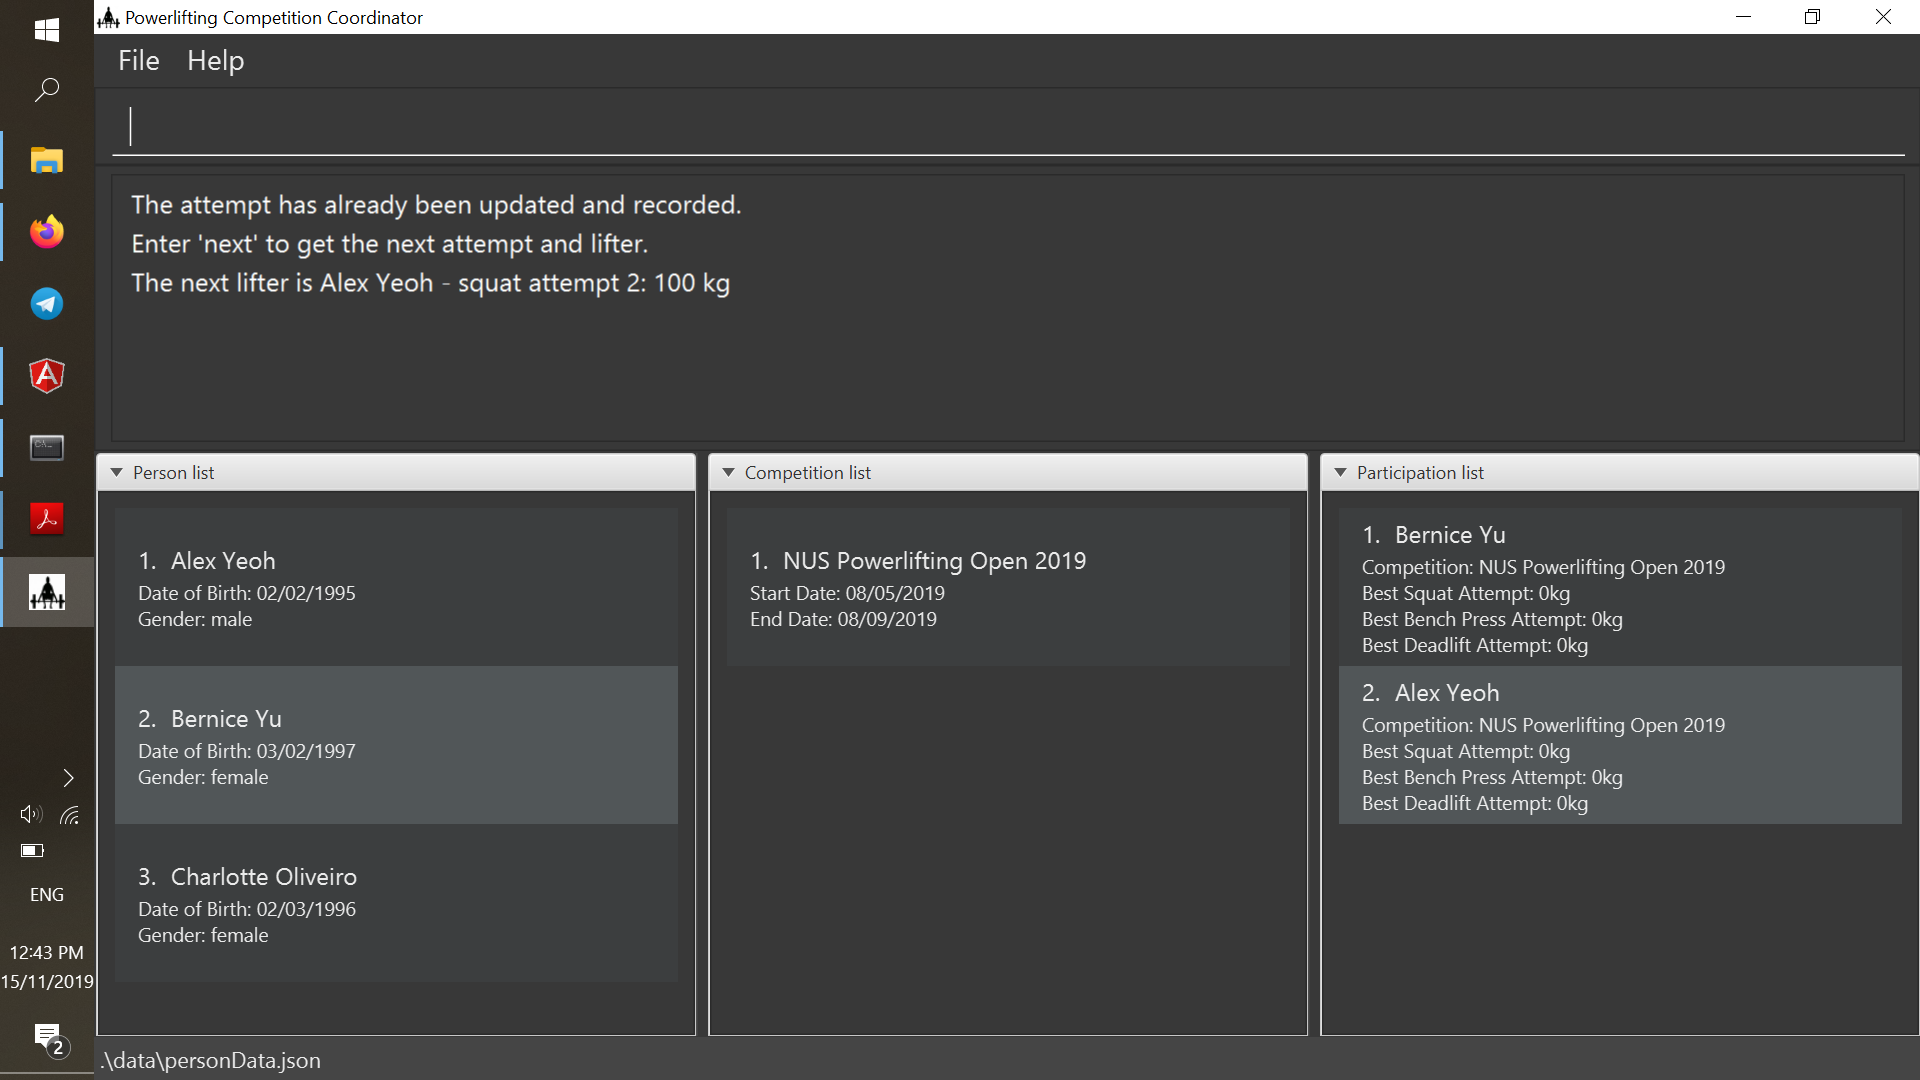 Powerlifting Competition Coordinator
File Help
The attempt has already been updated and recorded.
Enter 'next' to get the next attempt and lifter.
The next lifter is Alex Yeoh - squat attempt 2: 100 kg
Person list
1. Alex Yeoh
Date of Birth: 02/02/1995
Gender: male
2. Bernice Yu
Date of Birth: 03/02/1997
Gender: female
3. Charlotte Oliveiro
Date of Birth: 02/03/1996
Gender: female
Competition list
1. NUS Powerlifting Open 2019
Start Date: 08/05/2019
End Date: 08/09/2019
Participation list
1. Bernice Yu
Competition: NUS Powerlifting Open 2019
Best Squat Attempt: 0kg
Best Bench Press Attempt: 0kg
Best Deadlift Attempt: 0kg
2. Alex Yeoh
Competition: NUS Powerlifting Open 2019
Best Squat Attempt: 0kg
Best Bench Press Attempt: 0kg
Best Deadlift Attempt: 0kg
.\data\personData.json
ENG
12:43 PM
15/11/2019
2